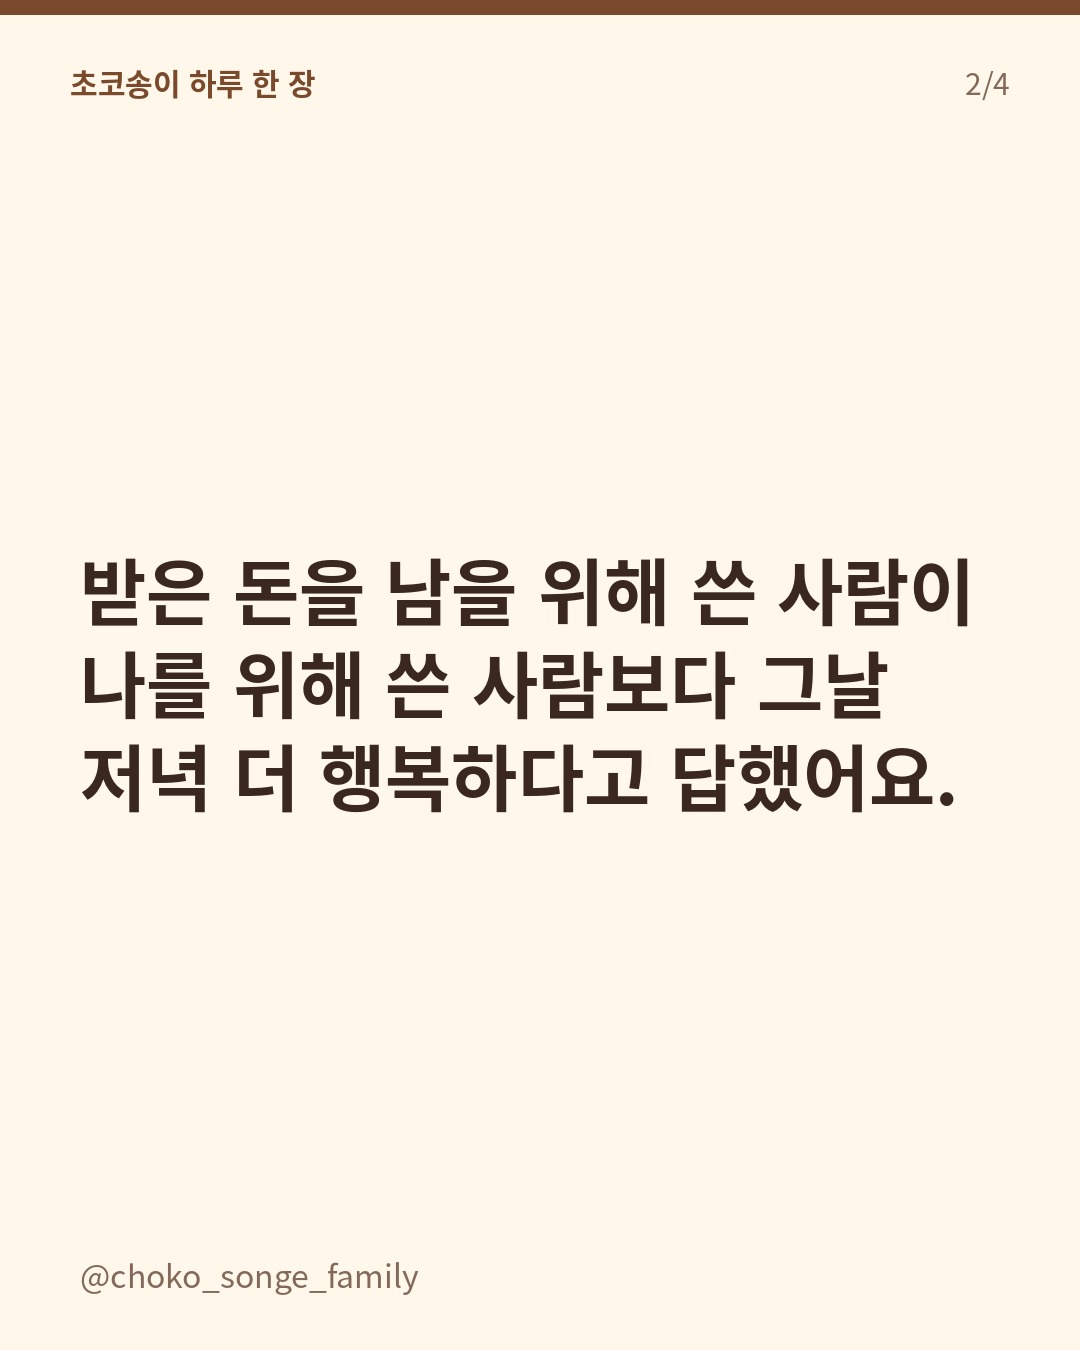 초코송이 하루 한 장
2/4
받은 돈을 남을 위해 쓴 사람이
나를 위해 쓴 사람보다 그날
저녁 더 행복하다고 답했어요.
@choko_songe_family